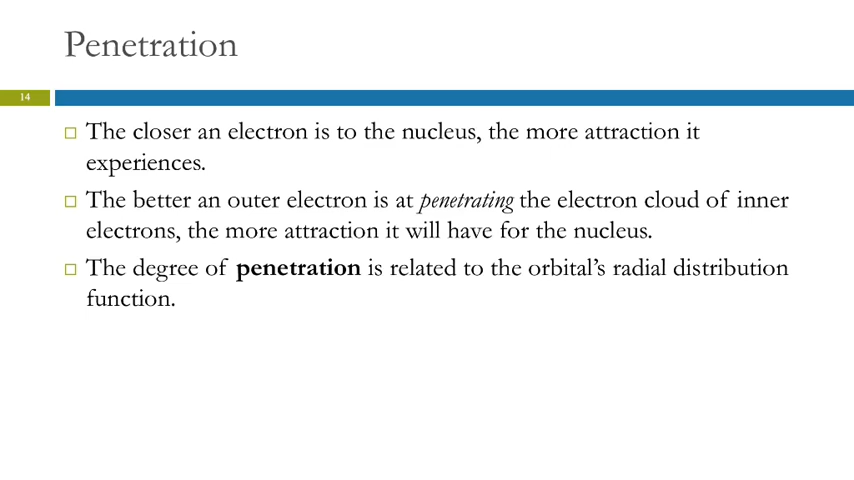 Penetration
14
The closer an electron is to the nucleus, the more attraction it
experiences.
The better an outer electron is at penetrating the electron cloud of inner
electrons, the more attraction it will have for the nucleus.
The degree of penetration is related to the orbital’s radial distribution
function.